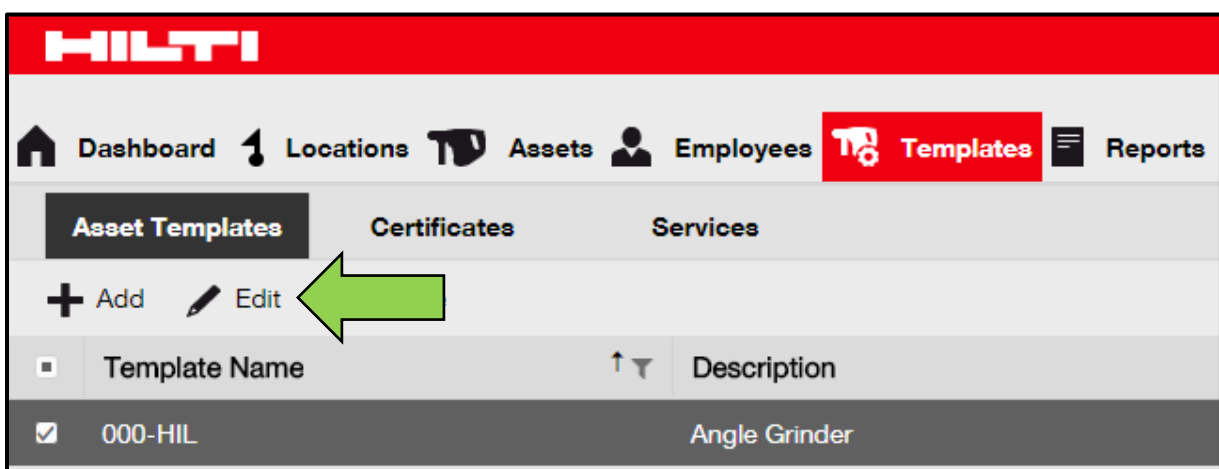 HILTI
Dashboard Locations Assets Employees Templates Reports
Asset Templates Certificates Services
Add Edit
Template Name Description
000-HIL Angle Grinder